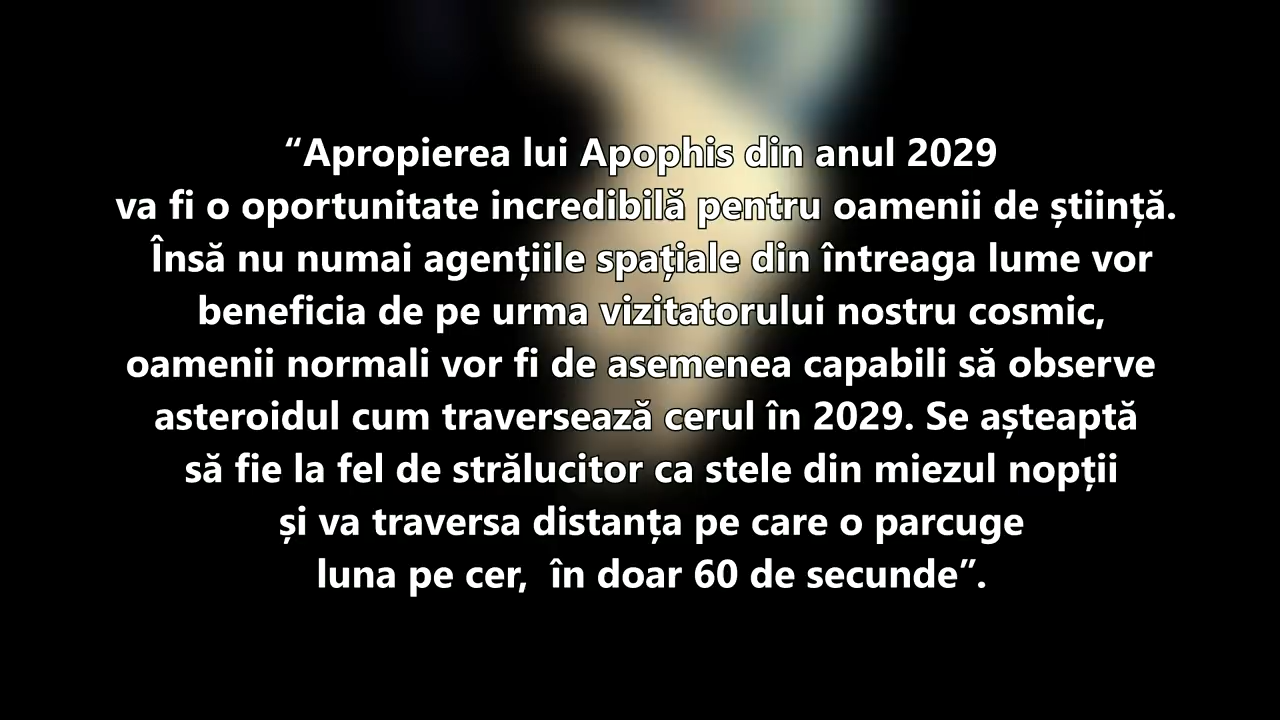 “Apropierea lui Apophis din anul 2029
va fi o oportunitate incredibilă pentru oamenii de știință.
Însă nu numai agențiile spațiale din întreaga lume vor
beneficia de pe urma vizitatorului nostru cosmic,
oamenii normali vor fi de asemenea capabili să observe
asteroidul cum traversează cerul în 2029. Se așteaptă
să fie la fel de strălucitor ca stele din miezul nopții
și va traversa distanța pe care o parcuge
luna pe cer,  în doar 60 de secunde”.